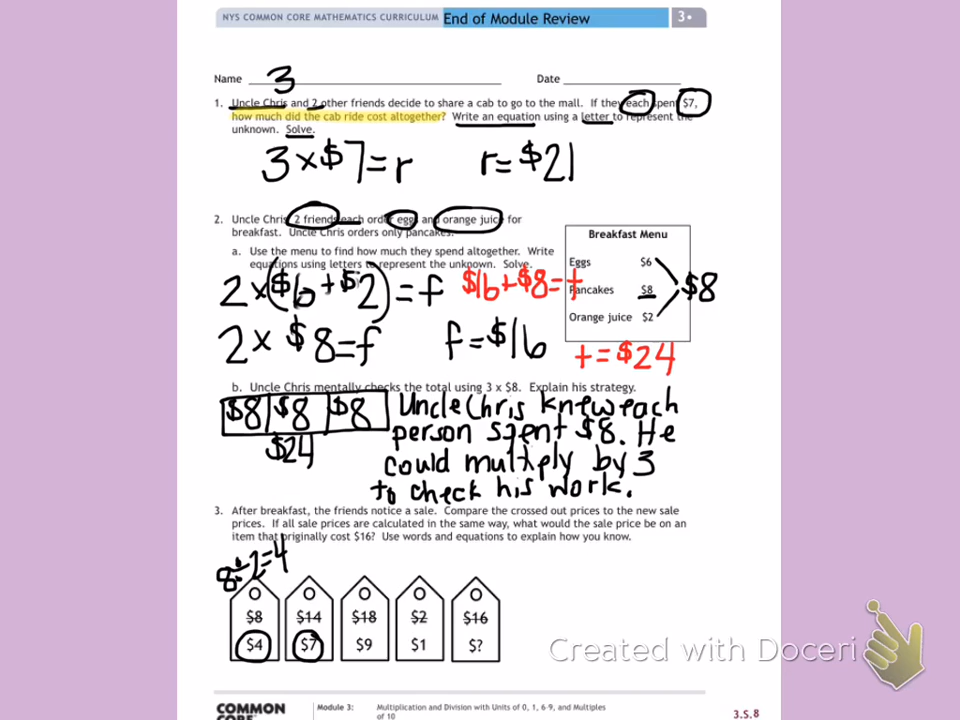 NYS COMMON CORE MATHEMATICS CURRICULUM End of Module Review 3•
Name 3 Date
1. Uncle Chris and 2 other friends decide to share a cab to go to the mall. If they each spent $7,
how much did the cab ride cost altogether? Write an equation using a letter to represent the
unknown. Solve.
3 × $7 = r r = $21
2. Uncle Chris' 2 friends each order eggs and orange juice for
breakfast. Uncle Chris orders only pancakes.
a. Use the menu to find how much they spend altogether. Write
equations using letters to represent the unknown. Solve.
Breakfast Menu
Eggs $6
Pancakes $8
Orange juice $2
$8
2 × ($6 + $2) = f $16 + $8 = t
2 × $8 = f f = $16 t = $24
b. Uncle Chris mentally checks the total using 3 x $8. Explain his strategy.
$8 $8 $8
$24
Uncle Chris knew each
person spent $8. He
could multiply by 3
to check his work.
3. After breakfast, the friends notice a sale. Compare the crossed out prices to the new sale
prices. If all sale prices are calculated in the same way, what would the sale price be on an
item that originally cost $16? Use words and equations to explain how you know.
8 ÷ 2 = 4
$8 $14 $18 $2 $16
$4 $7 $9 $1 $?
Created with Doceri
COMMON
CORE
Module 3: Multiplication and Division with Units of 0, 1, 6-9, and Multiples
of 10
3.S.8